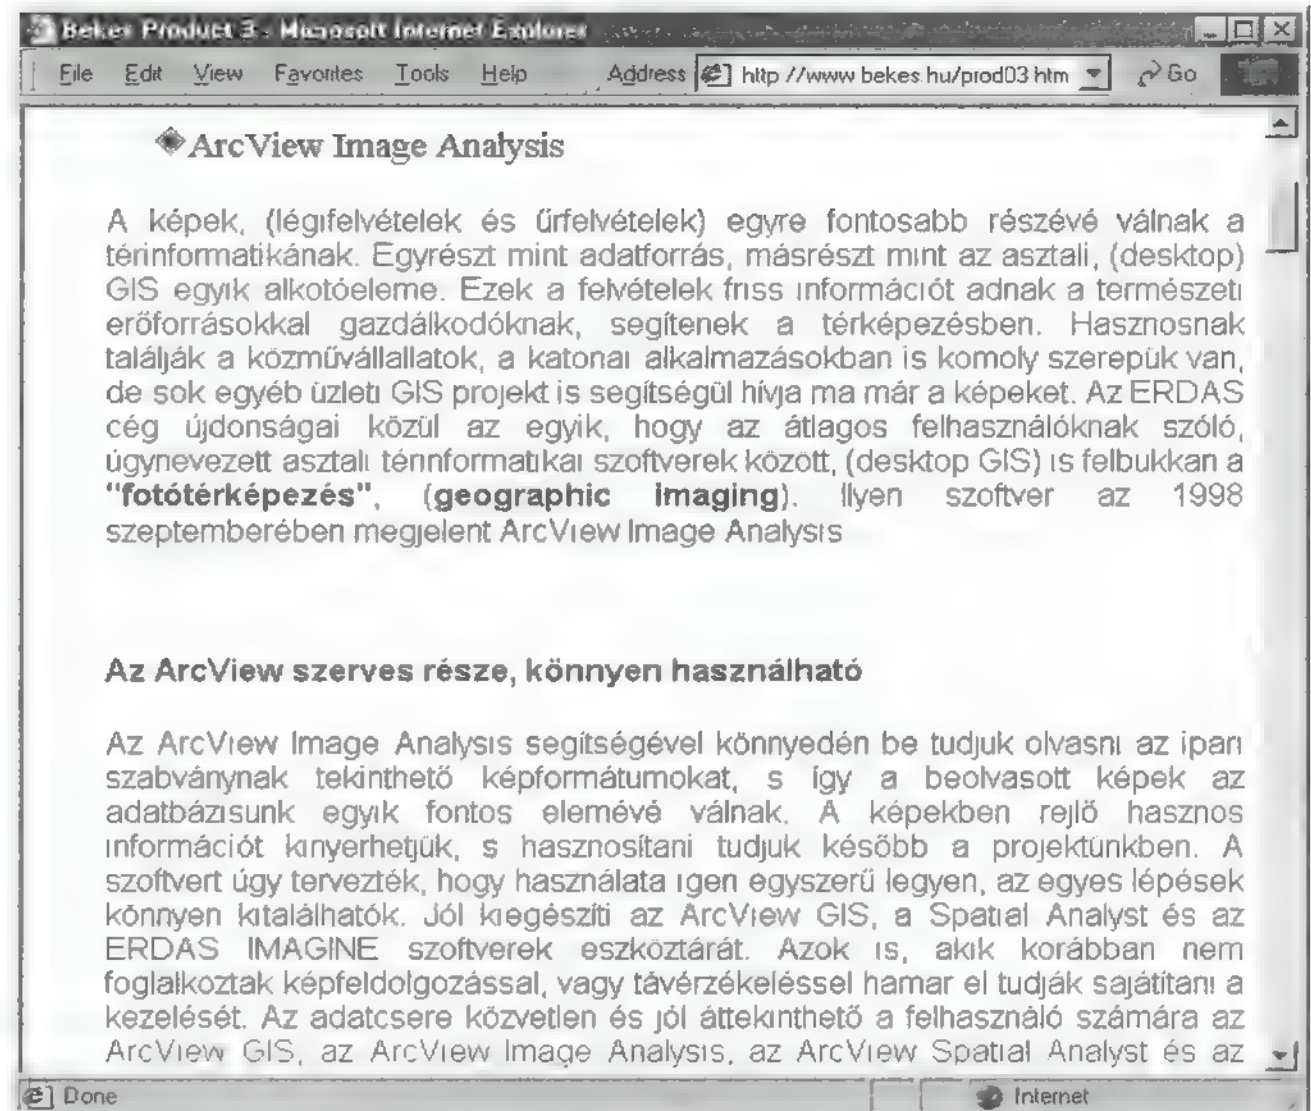 Bekes Product 3 - Microsoft Internet Explorer
File Edit View Favorites Tools Help Address http //www bekes hu/prod03 htm Go
ArcView Image Analysis
A képek, (légifelvételek és űrfelvételek) egyre fontosabb részévé válnak a
térinformatikának. Egyrészt mint adatforrás, másrészt mint az asztali, (desktop)
GIS egyik alkotóeleme. Ezek a felvételek friss információt adnak a természeti
erőforrásokkal gazdálkodóknak, segítenek a térképezésben. Hasznosnak
találják a közművállallatok, a katonai alkalmazásokban is komoly szerepük van,
de sok egyéb üzleti GIS projekt is segítségül hívja ma már a képeket. Az ERDAS
cég újdonságai közül az egyik, hogy az átlagos felhasználóknak szóló,
úgynevezett asztali térinformatikai szoftverek között, (desktop GIS) is felbukkan a
"fotótérképezés", (geographic imaging). Ilyen szoftver az 1998
szeptemberében megjelent ArcView Image Analysis
Az ArcView szerves része, könnyen használható
Az ArcView Image Analysis segítségével könnyedén be tudjuk olvasni az ipari
szabványnak tekinthető képformátumokat, s így a beolvasott képek az
adatbázisunk egyik fontos elemévé válnak. A képekben rejlő hasznos
információt kinyerhetjük, s hasznosítani tudjuk később a projektünkben. A
szoftvert úgy tervezték, hogy használata igen egyszerű legyen, az egyes lépések
könnyen kitalálhatók. Jól kiegészíti az ArcView GIS, a Spatial Analyst és az
ERDAS IMAGINE szoftverek eszköztárát. Azok is, akik korábban nem
foglalkoztak képfeldolgozással, vagy távérzékeléssel hamar el tudják sajátítani a
kezelését. Az adatcsere közvetlen és jól áttekinthető a felhasználó számára az
ArcView GIS, az ArcView Image Analysis, az ArcView Spatial Analyst és az
Done Internet